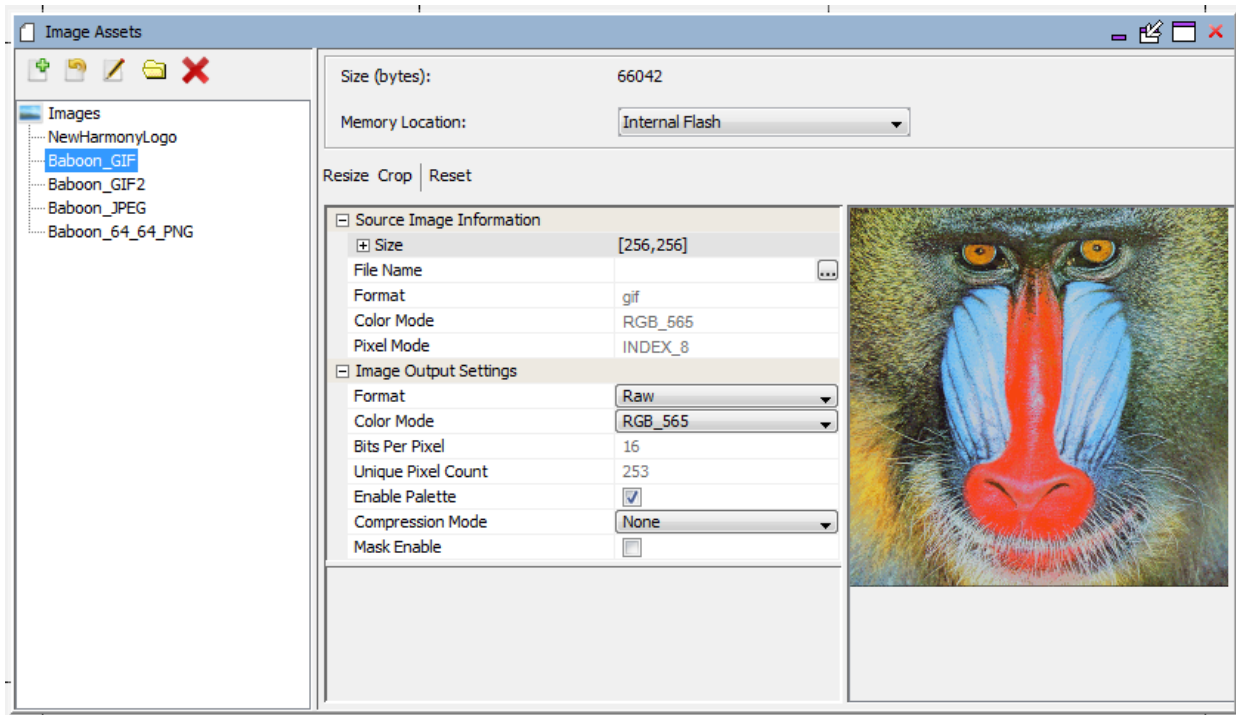 Image Assets
Size (bytes): 66042
Memory Location: Internal Flash
Images
NewHarmonyLogo
Baboon_GIF
Baboon_GIF2
Baboon_JPEG
Baboon_64_64_PNG
Resize Crop Reset
Source Image Information
Size [256,256]
File Name ...
Format gif
Color Mode RGB_565
Pixel Mode INDEX_8
Image Output Settings
Format Raw
Color Mode RGB_565
Bits Per Pixel 16
Unique Pixel Count 253
Enable Palette
Compression Mode None
Mask Enable